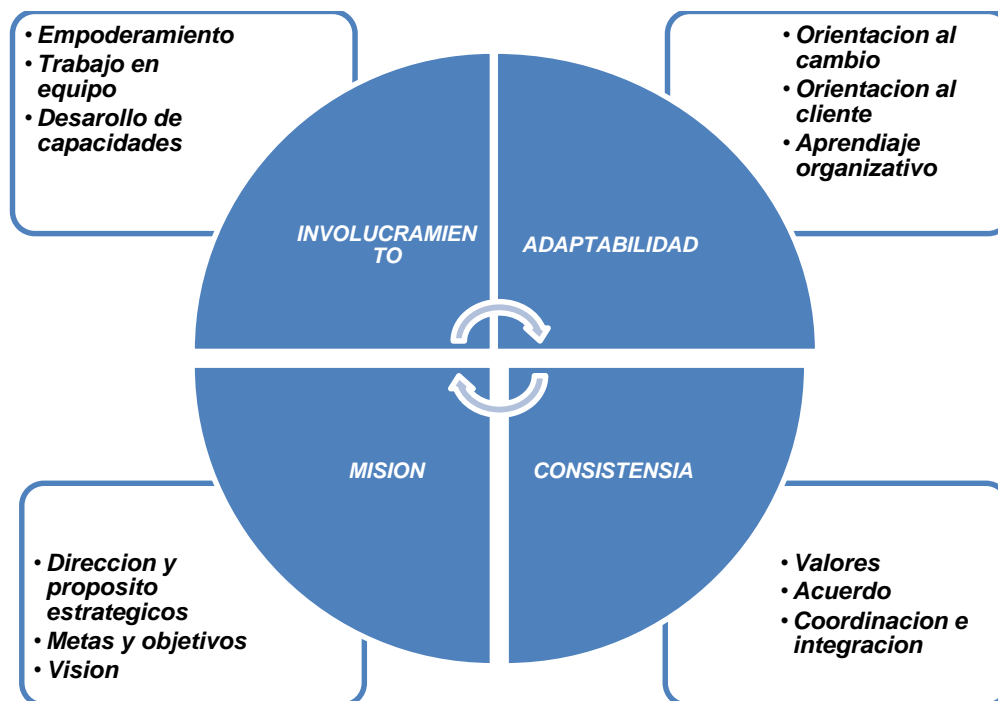 • Empoderamiento
• Trabajo en
equipo
• Desarollo de
capacidades
• Orientacion al
cambio
• Orientacion al
cliente
• Aprendiaje
organizativo
INVOLUCRAMIEN
TO
ADAPTABILIDAD
MISION
CONSISTENSIA
• Direccion y
proposito
estrategicos
• Metas y objetivos
• Vision
• Valores
• Acuerdo
• Coordinacion e
integracion